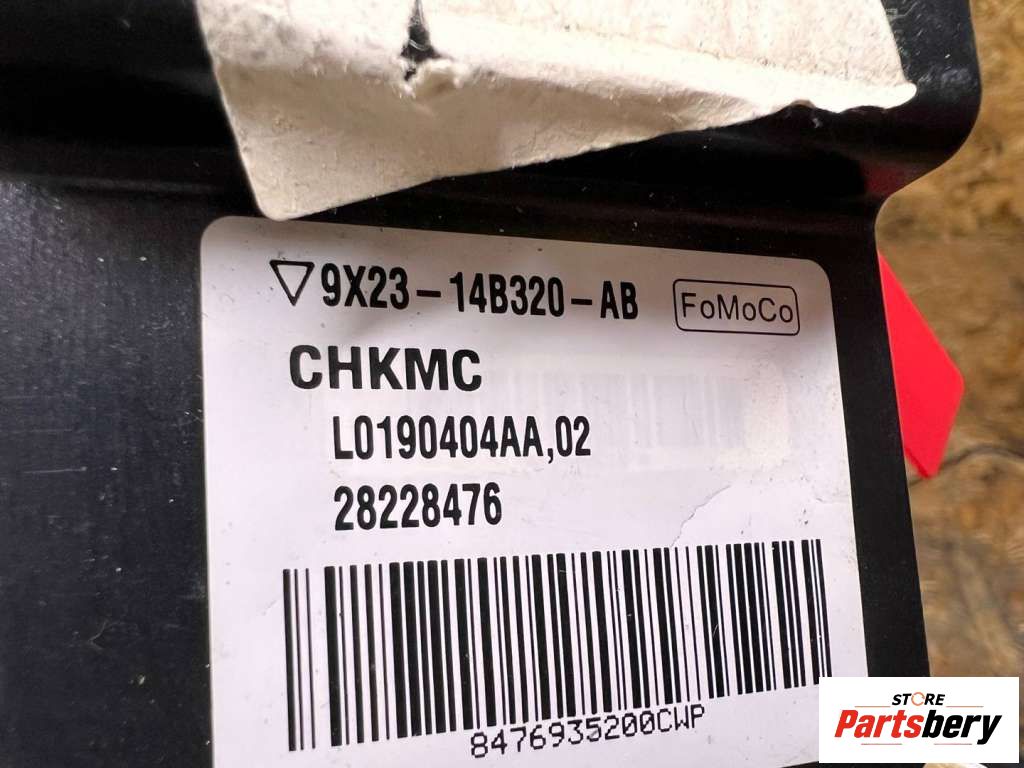 ▽9X23-14B320-AB FoMoCo
CHKMC
L0190404AA,02
28228476
8476935200CWP
STORE
Partsbery